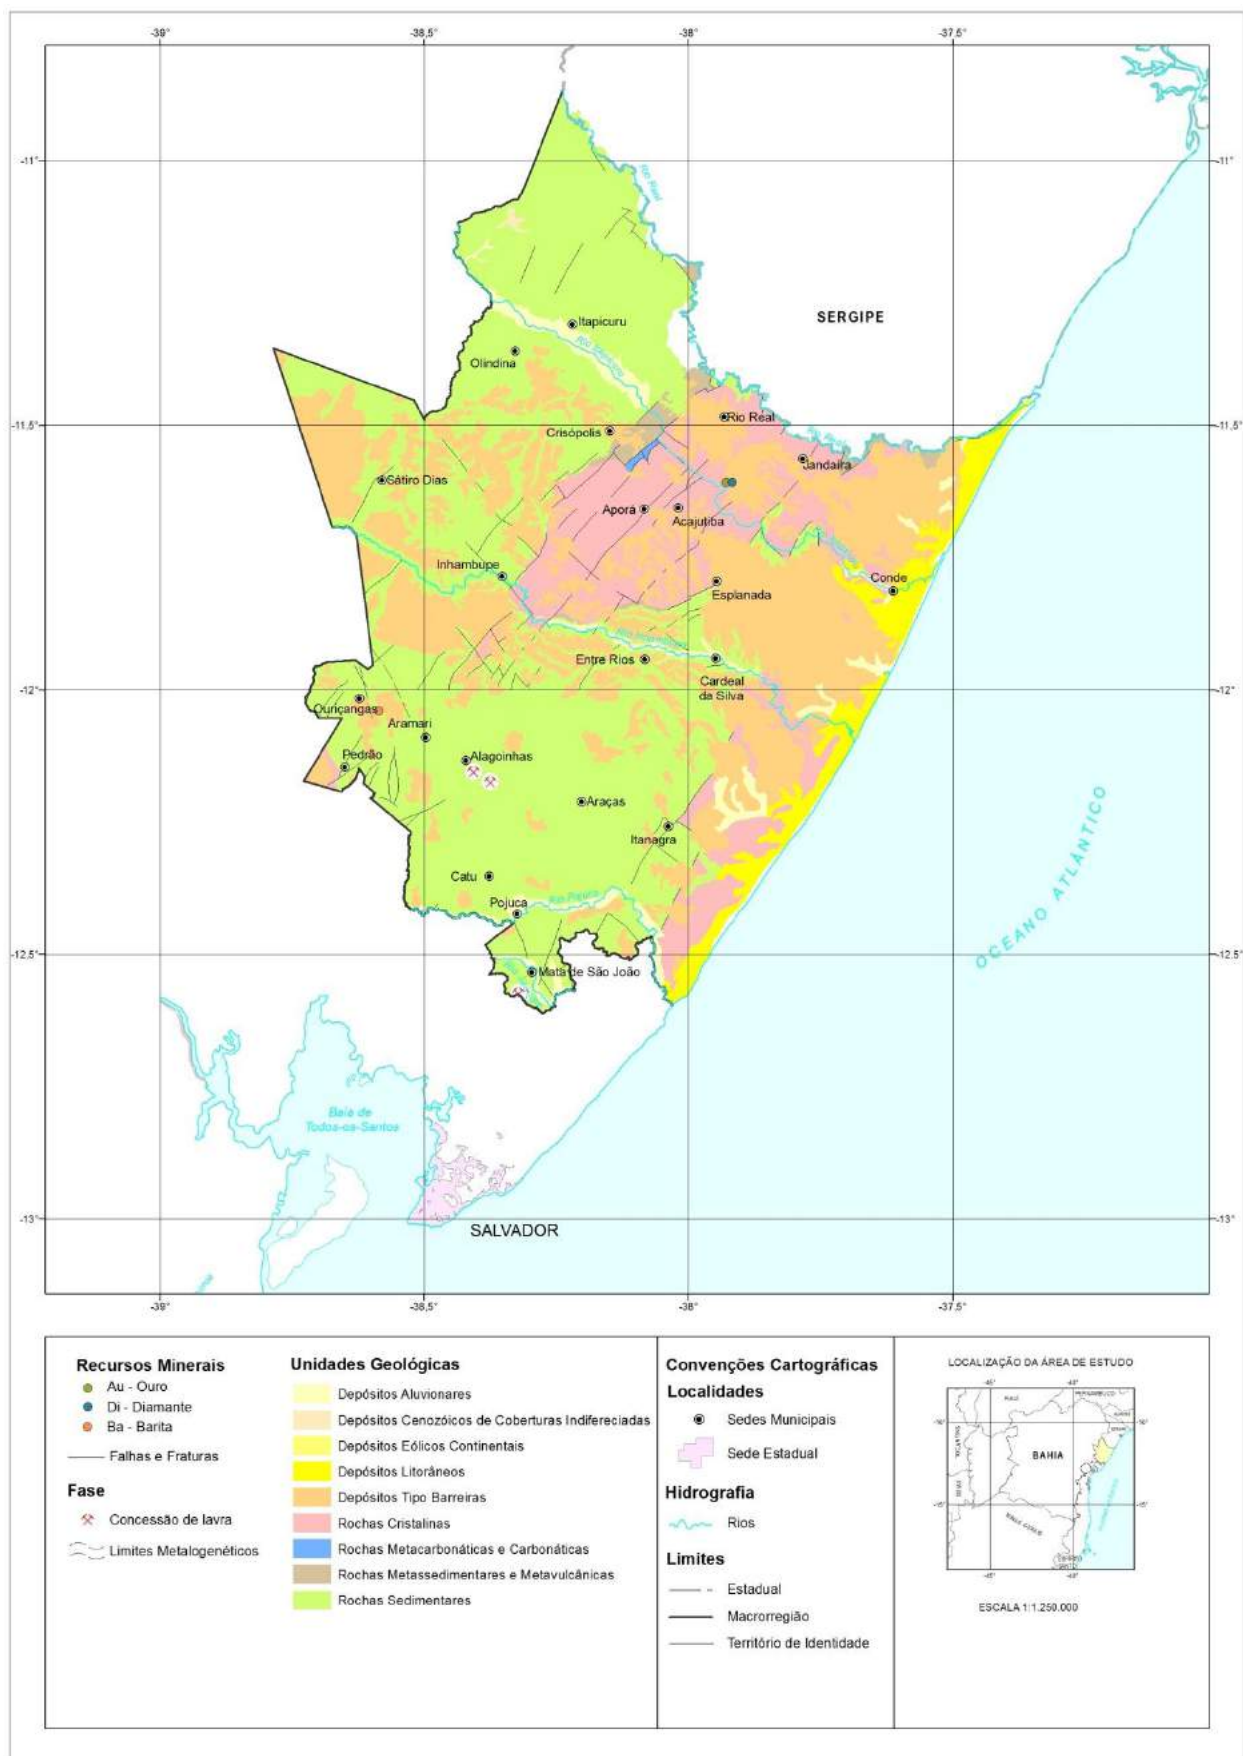 -39°
-38,5°
-38°
-37,5°
-11°
-11°
Rio Real
SERGIPE
Itapicuru
Rio Itapicuru
Olindina
Rio Real
-11,5°
Crisópolis
-11,5°
Jandaíra
Sátiro Dias
Aporá
Acajutiba
Inhambupe
Conde
Esplanada
Entre Rios
Cardeal
da Silva
-12°
-12°
Ouriçangas
Aramari
Pedrão
Alagoinhas
Araças
Itanagra
Catu
Pojuca
Rio Pojuca
OCEANO ATLÂNTICO
-12,5°
-12,5°
Mata de São João
Baía de
Todos-os-Santos
-13°
-13°
SALVADOR
-39°
-38,5°
-38°
-37,5°
Recursos Minerais
Au - Ouro
Di - Diamante
Ba - Barita
Falhas e Fraturas
Fase
Concessão de lavra
Limites Metalogenéticos
Unidades Geológicas
Depósitos Aluvionares
Depósitos Cenozóicos de Coberturas Indifereciadas
Depósitos Eólicos Continentais
Depósitos Litorâneos
Depósitos Tipo Barreiras
Rochas Cristalinas
Rochas Metacarbonáticas e Carbonáticas
Rochas Metassedimentares e Metavulcânicas
Rochas Sedimentares
Convenções Cartográficas
Localidades
Sedes Municipais
Sede Estadual
Hidrografia
Rios
Limites
Estadual
Macrorregião
Território de Identidade
LOCALIZAÇÃO DA ÁREA DE ESTUDO
BAHIA
ESCALA 1:1.250.000